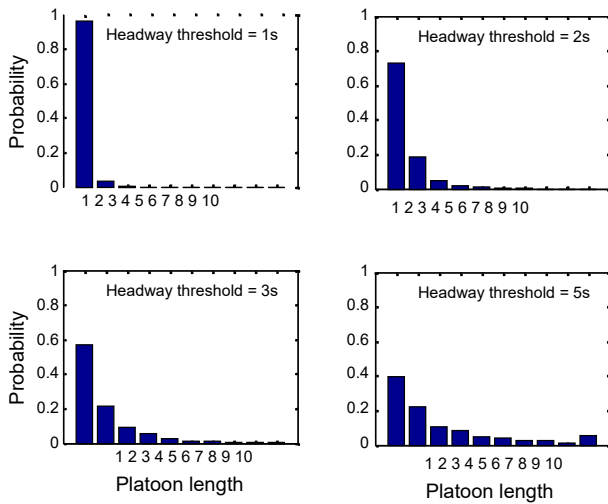 1
Headway threshold = 1s
0.8
0.6
0.4
0.2
0
1 2 3 4 5 6 7 8 9 10
Probability
1
Headway threshold = 2s
0.8
0.6
0.4
0.2
0
1 2 3 4 5 6 7 8 9 10
1
Headway threshold = 3s
0.8
0.6
0.4
0.2
0
1 2 3 4 5 6 7 8 9 10
Probability
Platoon length
1
Headway threshold = 5s
0.8
0.6
0.4
0.2
0
1 2 3 4 5 6 7 8 9 10
Platoon length